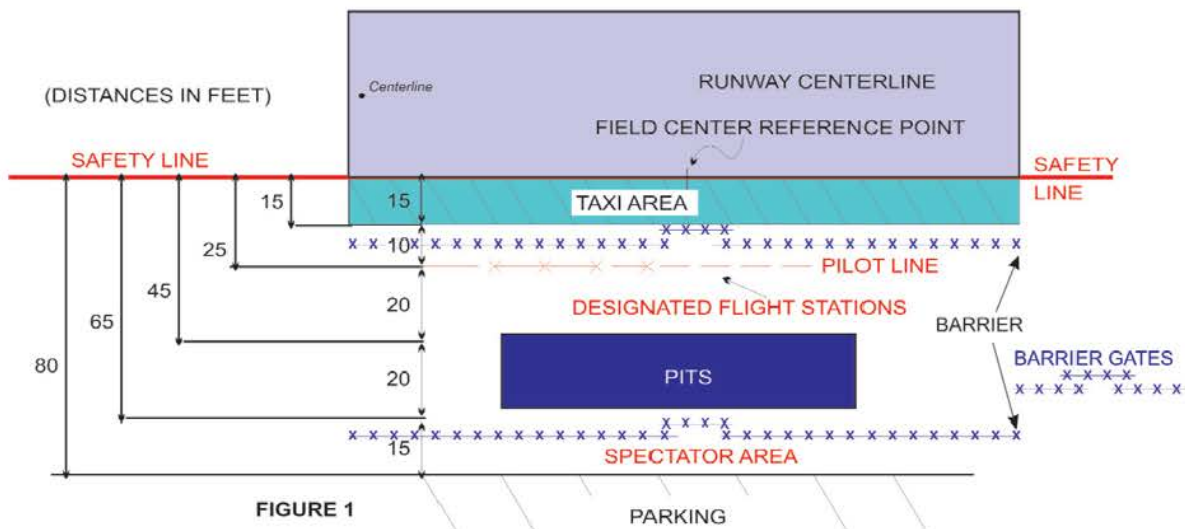 RUNWAY CENTERLINE
Centerline
(DISTANCES IN FEET)
FIELD CENTER REFERENCE POINT
SAFETY LINE
SAFETY
LINE
15
15
TAXI AREA
10
X X X X
X X X X X X X X X X X X X X
X X X X X X X X X X X X X X
25
PILOT LINE
45
20
DESIGNATED FLIGHT STATIONS
65
BARRIER
80
20
PITS
BARRIER GATES
X X X X
X X X X
X X X X
X X X X
15
SPECTATOR AREA
FIGURE 1
PARKING